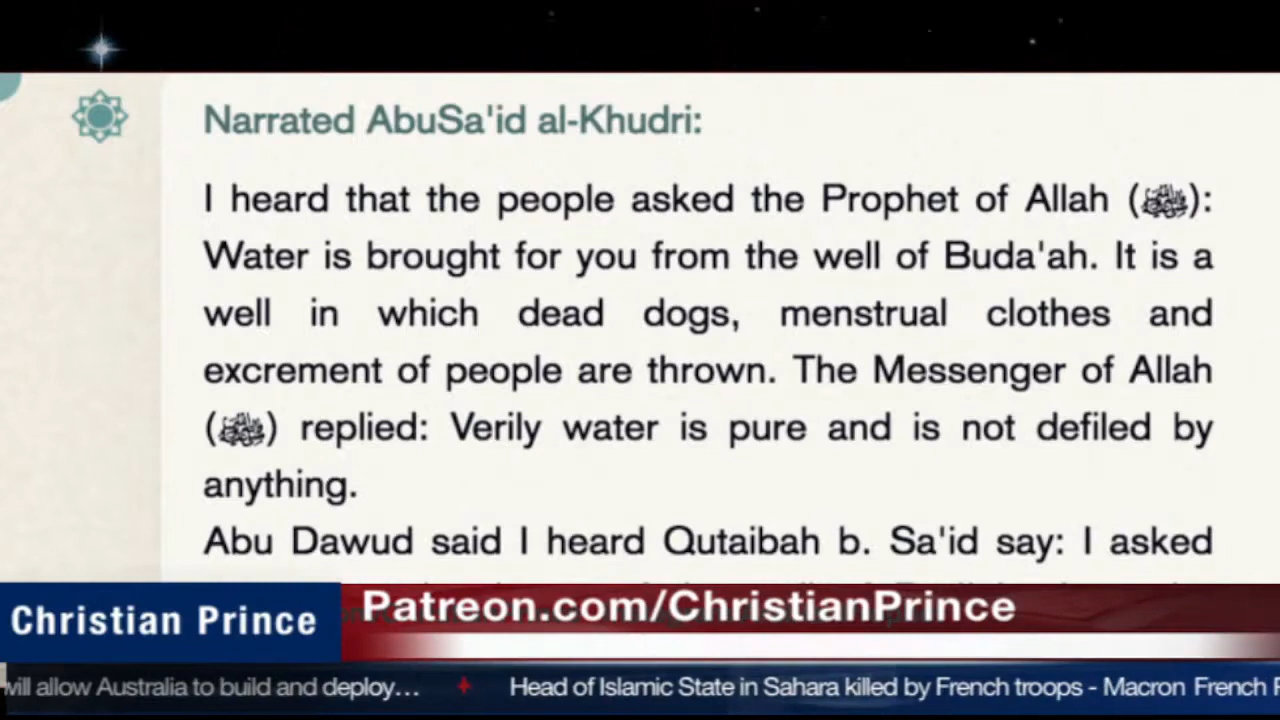 Narrated AbuSa'id al-Khudri:
I heard that the people asked the Prophet of Allah (ﷺ):
Water is brought for you from the well of Buda'ah. It is a
well in which dead dogs, menstrual clothes and
excrement of people are thrown. The Messenger of Allah
(ﷺ) replied: Verily water is pure and is not defiled by
anything.
Abu Dawud said I heard Qutaibah b. Sa'id say: I asked
Christian Prince
Patreon.com/ChristianPrince
will allow Australia to build and deploy... Head of Islamic State in Sahara killed by French troops - Macron French